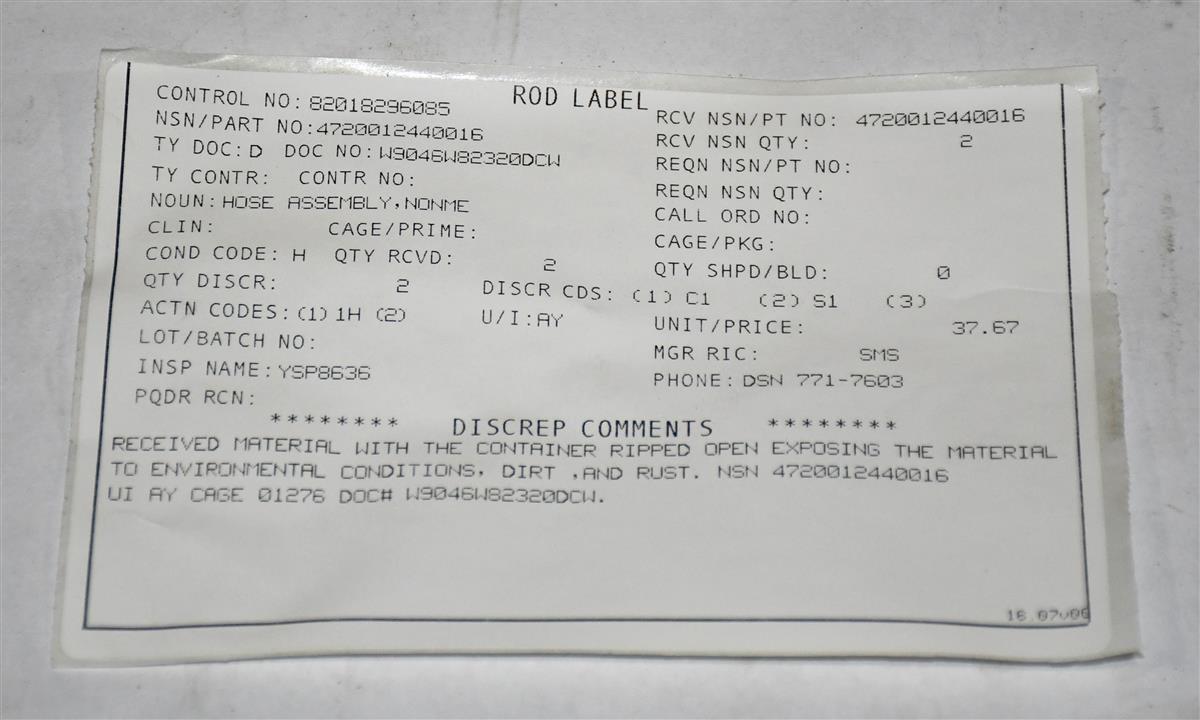 ROD LABEL
CONTROL NO: 82018296085
NSN/PART NO: 4720012440016
TY DOC: D DOC NO: W9046W82320DCW
TY CONTR: CONTR NO:
NOUN: HOSE ASSEMBLY,NONME
CLIN: CAGE/PRIME:
COND CODE: H QTY RCVD: 2
QTY DISCR: 2 DISCR CDS: (1) C1 (2) S1 (3)
ACTN CODES: (1) 1H (2) U/I: AY
LOT/BATCH NO:
INSP NAME: YSP8636
PQDR RCN:
RCV NSN/PT NO: 4720012440016
RCV NSN QTY: 2
REQN NSN/PT NO:
REQN NSN QTY:
CALL ORD NO:
CAGE/PKG:
QTY SHPD/BLD: 0
UNIT/PRICE: 37.67
MGR RIC: SMS
PHONE: DSN 771-7603
******** DISCREP COMMENTS ********
RECEIVED MATERIAL WITH THE CONTAINER RIPPED OPEN EXPOSING THE MATERIAL
TO ENVIRONMENTAL CONDITIONS, DIRT ,AND RUST. NSN 4720012440016
UI AY CAGE 01276 DOC# W9046W82320DCW.